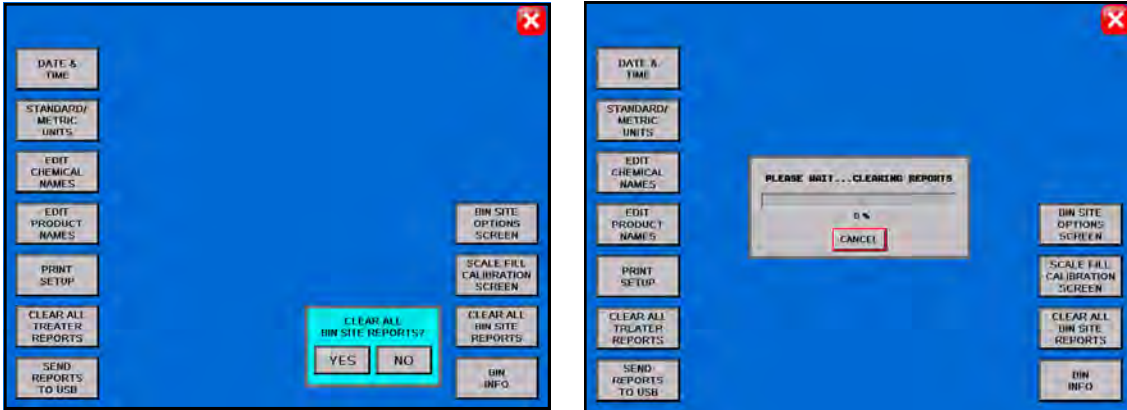 DATE &
TIME
STANDARD/
METRIC
UNITS
EDIT
CHEMICAL
NAMES
EDIT
PRODUCT
NAMES
PRINT
SETUP
CLEAR ALL
TREATER
REPORTS
SEND
REPORTS
TO USB
BIN SITE
OPTIONS
SCREEN
SCALE FILL
CALIBRATION
SCREEN
CLEAR ALL
BIN SITE
REPORTS
BIN
INFO
CLEAR ALL
BIN SITE REPORTS?
YES NO
DATE &
TIME
STANDARD/
METRIC
UNITS
EDIT
CHEMICAL
NAMES
EDIT
PRODUCT
NAMES
PRINT
SETUP
CLEAR ALL
TREATER
REPORTS
SEND
REPORTS
TO USB
PLEASE WAIT...CLEARING REPORTS
0 %
CANCEL
BIN SITE
OPTIONS
SCREEN
SCALE FILL
CALIBRATION
SCREEN
CLEAR ALL
BIN SITE
REPORTS
BIN
INFO